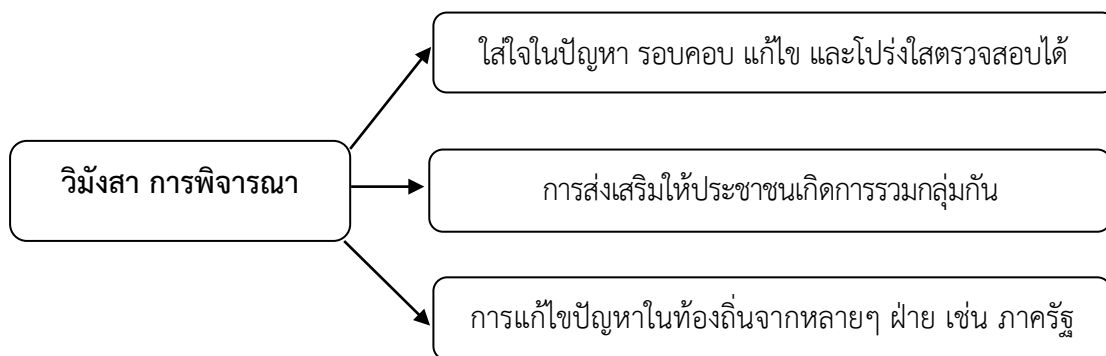 ใส่ใจในปัญหา รอบคอบ แก้ไข และโปร่งใสตรวจสอบได้
วิมังสา การพิจารณา
การส่งเสริมให้ประชาชนเกิดการรวมกลุ่มกัน
การแก้ไขปัญหาในท้องถิ่นจากหลายๆ ฝ่าย เช่น ภาครัฐ